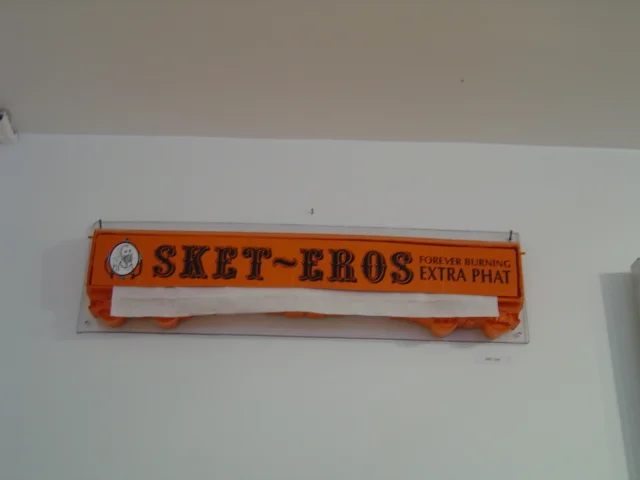 SKET~EROS
FOREVER BURNING
EXTRA PHAT